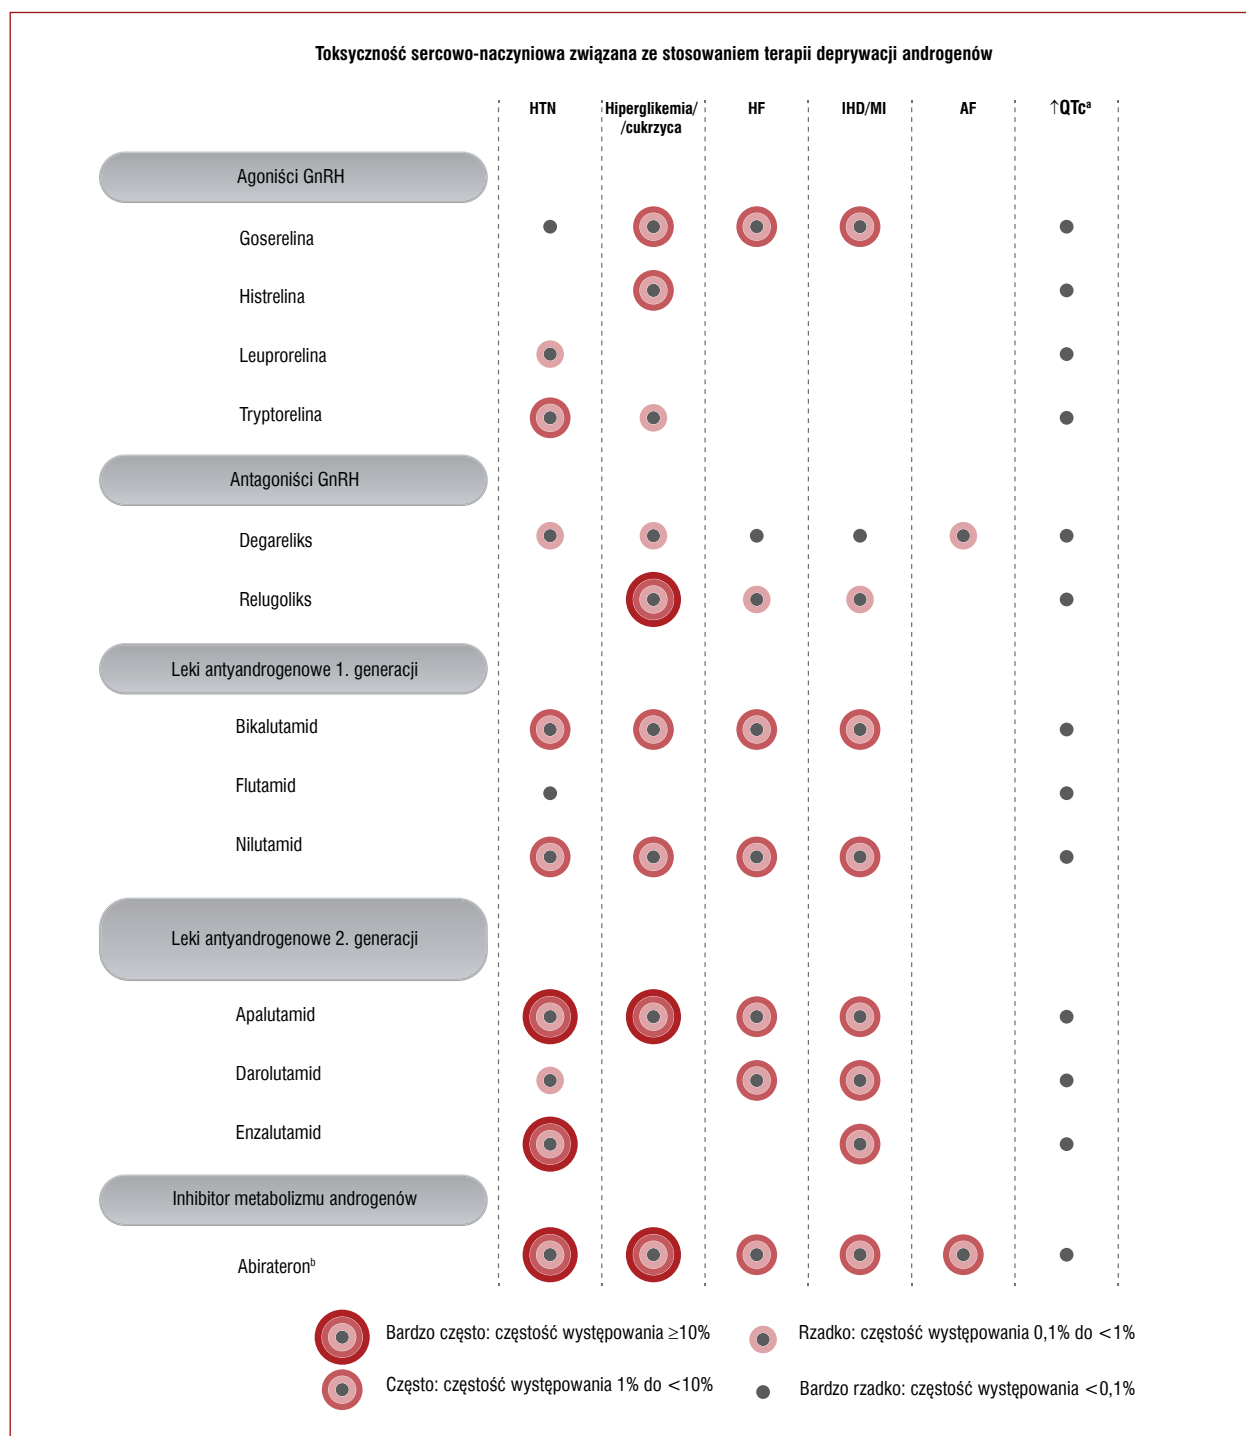 Toksyczność sercowo-naczyniowa związana ze stosowaniem terapii deprywacji androgenów
HTN
Hiperglikemia/
/cukrzyca
HF
IHD/MI
AF
↑QTcᵃ
Agoniści GnRH
Goserelina
Histrelina
Leuprorelina
Tryptorelina
Antagoniści GnRH
Degareliks
Relugoliks
Leki antyandrogenowe 1. generacji
Bikalutamid
Flutamid
Nilutamid
Leki antyandrogenowe 2. generacji
Apalutamid
Darolutamid
Enzalutamid
Inhibitor metabolizmu androgenów
Abirateronᵇ
Bardzo często: częstość występowania ≥10%
Rzadko: częstość występowania 0,1% do <1%
Często: częstość występowania 1% do <10%
Bardzo rzadko: częstość występowania <0,1%